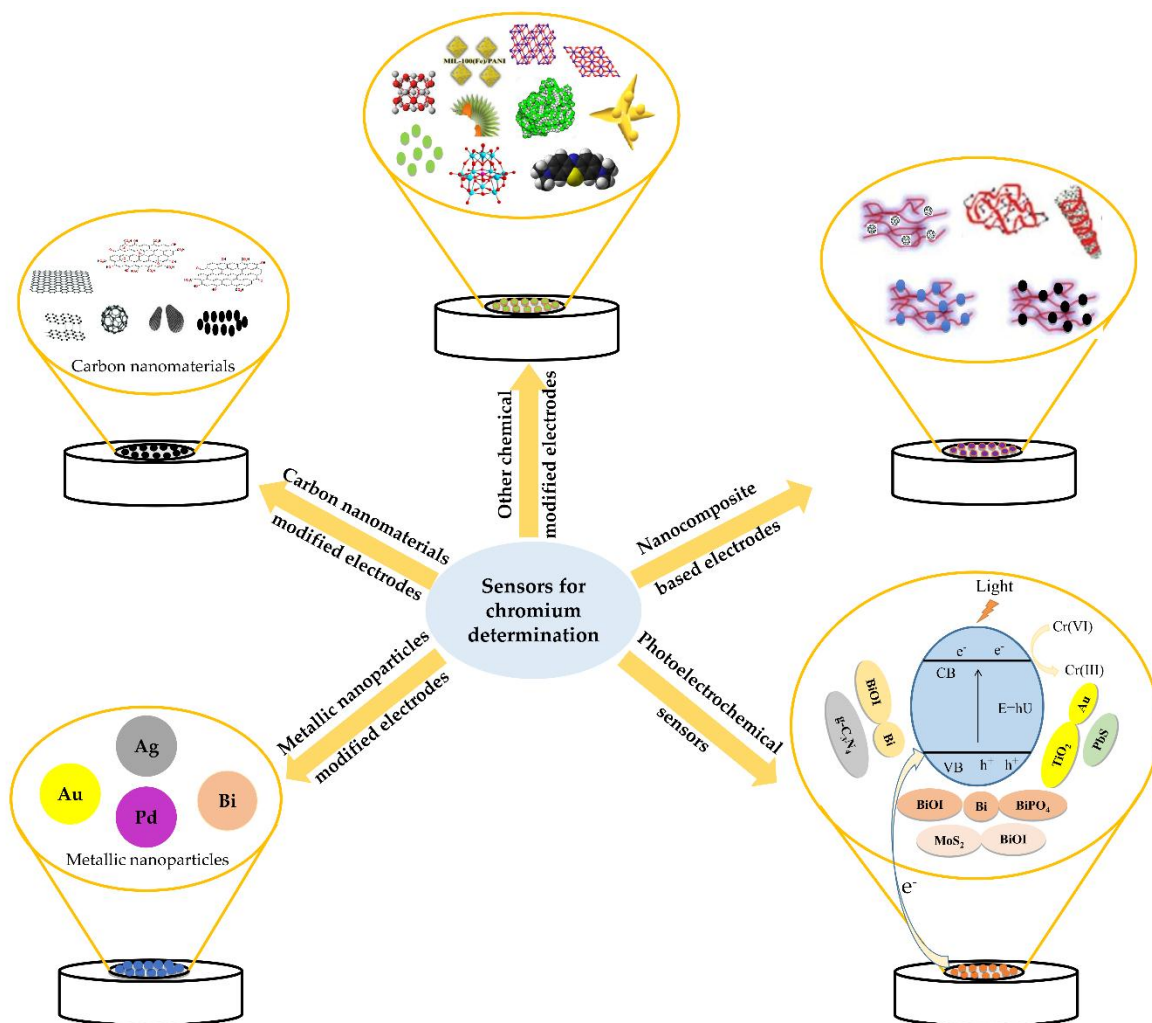 MIL-100(Fe)/PANI
Carbon nanomaterials
Other chemical
modified electrodes
Carbon nanomaterials
modified electrodes
Nanocomposite
based electrodes
Sensors for
chromium
determination
Metallic nanoparticles
modified electrodes
Photoelectrochemical
sensors
Ag
Au
Bi
Pd
Metallic nanoparticles
Light
Cr(VI)
e- e-
CB
Cr(III)
BiOI
Au
E=hU
g-C3N4
Bi
TiO2
PbS
VB h+ h+
BiOI Bi BiPO4
MoS2 BiOI
e-